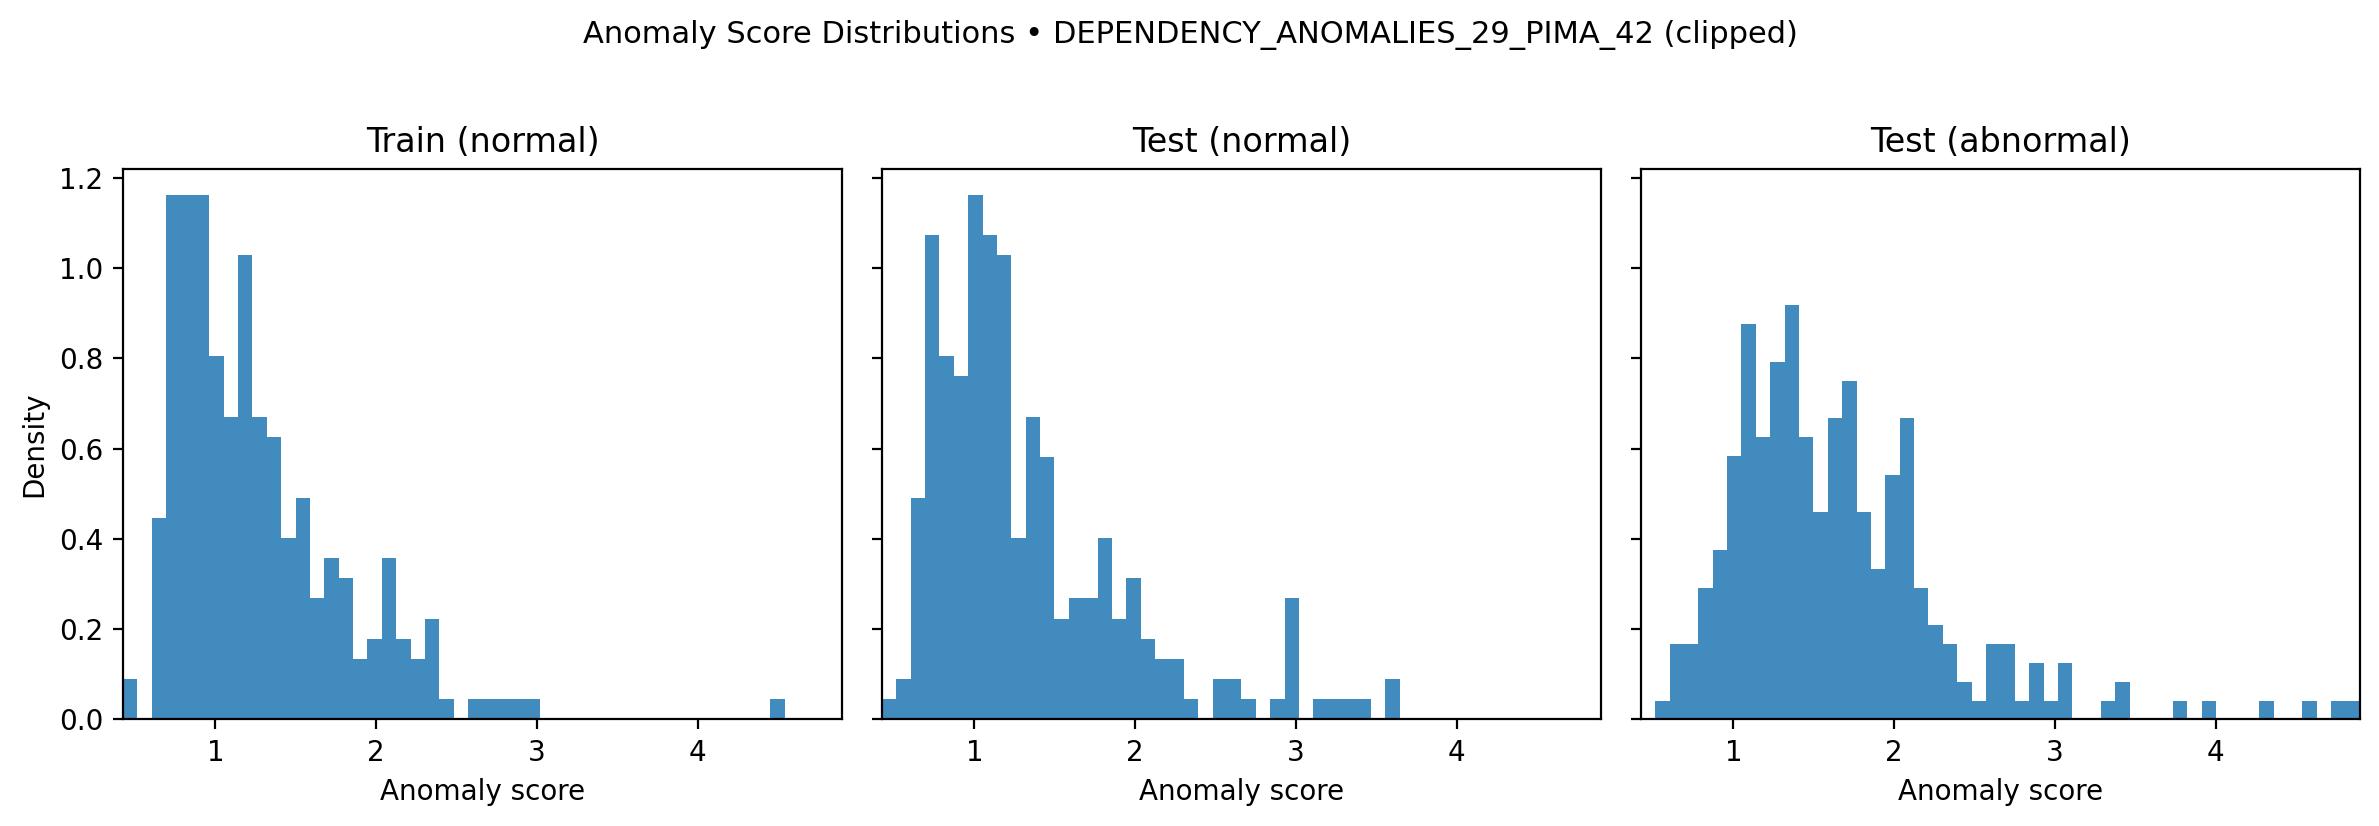 Anomaly Score Distributions • DEPENDENCY_ANOMALIES_29_PIMA_42 (clipped)
Train (normal)
Test (normal)
Test (abnormal)
Density
1.2
1.0
0.8
0.6
0.4
0.2
0.0
1 2 3 4
1 2 3 4
1 2 3 4
Anomaly score
Anomaly score
Anomaly score